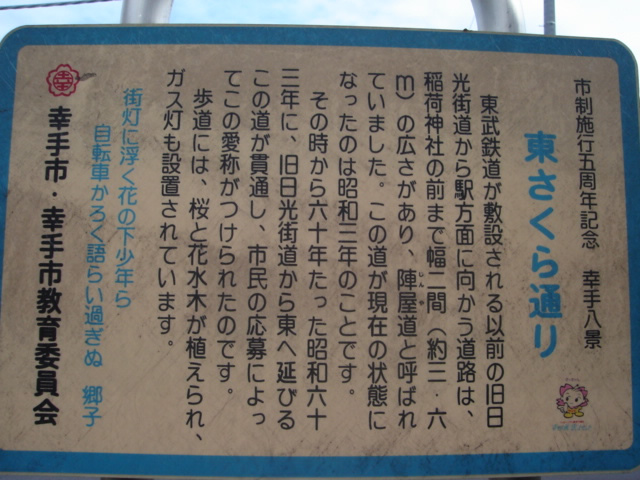 市制施行五周年記念　幸手八景
東さくら通り
東武鉄道が敷設される以前の旧日
光街道から駅方面に向かう道路は、
稲荷神社の前まで幅二間（約三・六
m）の広さがあり、陣屋道と呼ばれ
じん
ていました。この道が現在の状態に
なったのは昭和三年のことです。
その時から六十年たった昭和六十
三年に、旧日光街道から東へ延びる
この道が貫通し、市民の応募によっ
てこの愛称がつけられたのです。
歩道には、桜と花水木が植えられ、
ガス灯も設置されています。
街灯に浮く花の下少年ら
自転車かろく語らい過ぎぬ　郷子
幸手市・幸手市教育委員会